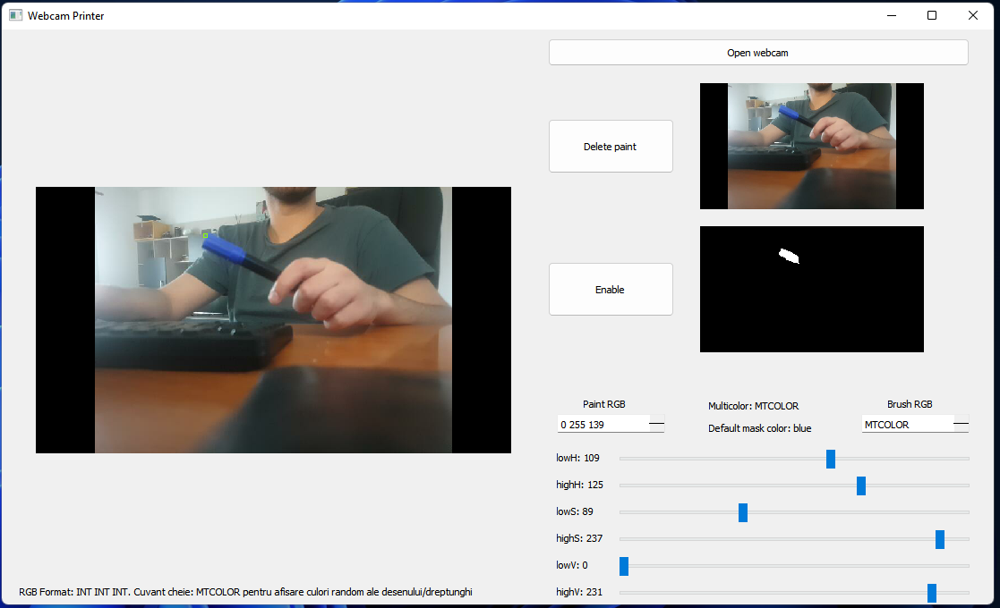 Webcam Printer
Open webcam
Delete paint
Enable
Paint RGB
Multicolor: MTCOLOR
Brush RGB
0 255 139
Default mask color: blue
MTCOLOR
lowH: 109
highH: 125
lowS: 89
highS: 237
lowV: 0
highV: 231
RGB Format: INT INT INT. Cuvant cheie: MTCOLOR pentru afisare culori random ale desenului/dreptunghi